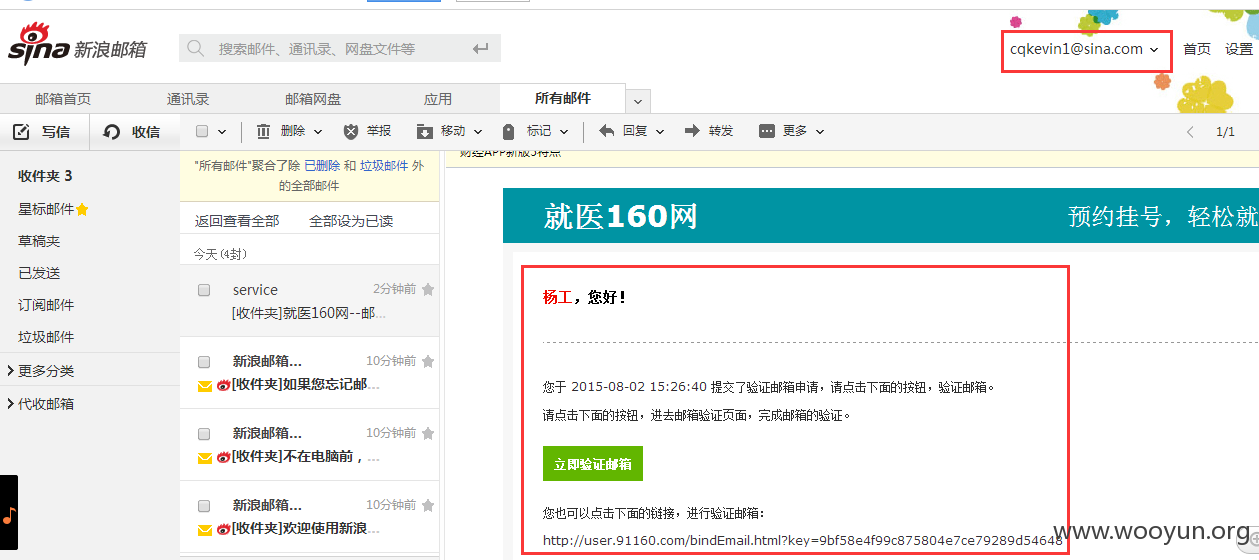 sina 新浪邮箱
搜索邮件、通讯录、网盘文件等
cqkevin1@sina.com
首页
设置
邮箱首页
通讯录
邮箱网盘
应用
所有邮件
写信
收信
删除
举报
移动
标记
回复
转发
更多
1/1
收件夹 3
星标邮件
草稿夹
已发送
订阅邮件
垃圾邮件
更多分类
代收邮箱
"所有邮件"聚合了除 已删除 和 垃圾邮件 外
的全部邮件
返回查看全部
全部设为已读
今天 (4封)
service
2分钟前
[收件夹]就医160网--邮...
新浪邮箱...
10分钟前
[收件夹]如果您忘记邮...
新浪邮箱...
10分钟前
[收件夹]不在电脑前，...
新浪邮箱...
10分钟前
[收件夹]欢迎使用新浪...
财经APP新版5特点
就医160网
预约挂号，轻松就
杨工，您好！
您于 2015-08-02 15:26:40 提交了验证邮箱申请，请点击下面的按钮，验证邮箱。
请点击下面的按钮，进去邮箱验证页面，完成邮箱的验证。
立即验证邮箱
您也可以点击下面的链接，进行验证邮箱：
http://user.91160.com/bindEmail.html?key=9bf58e4f99c875804e7ce79289d54648
www.wooyun.org